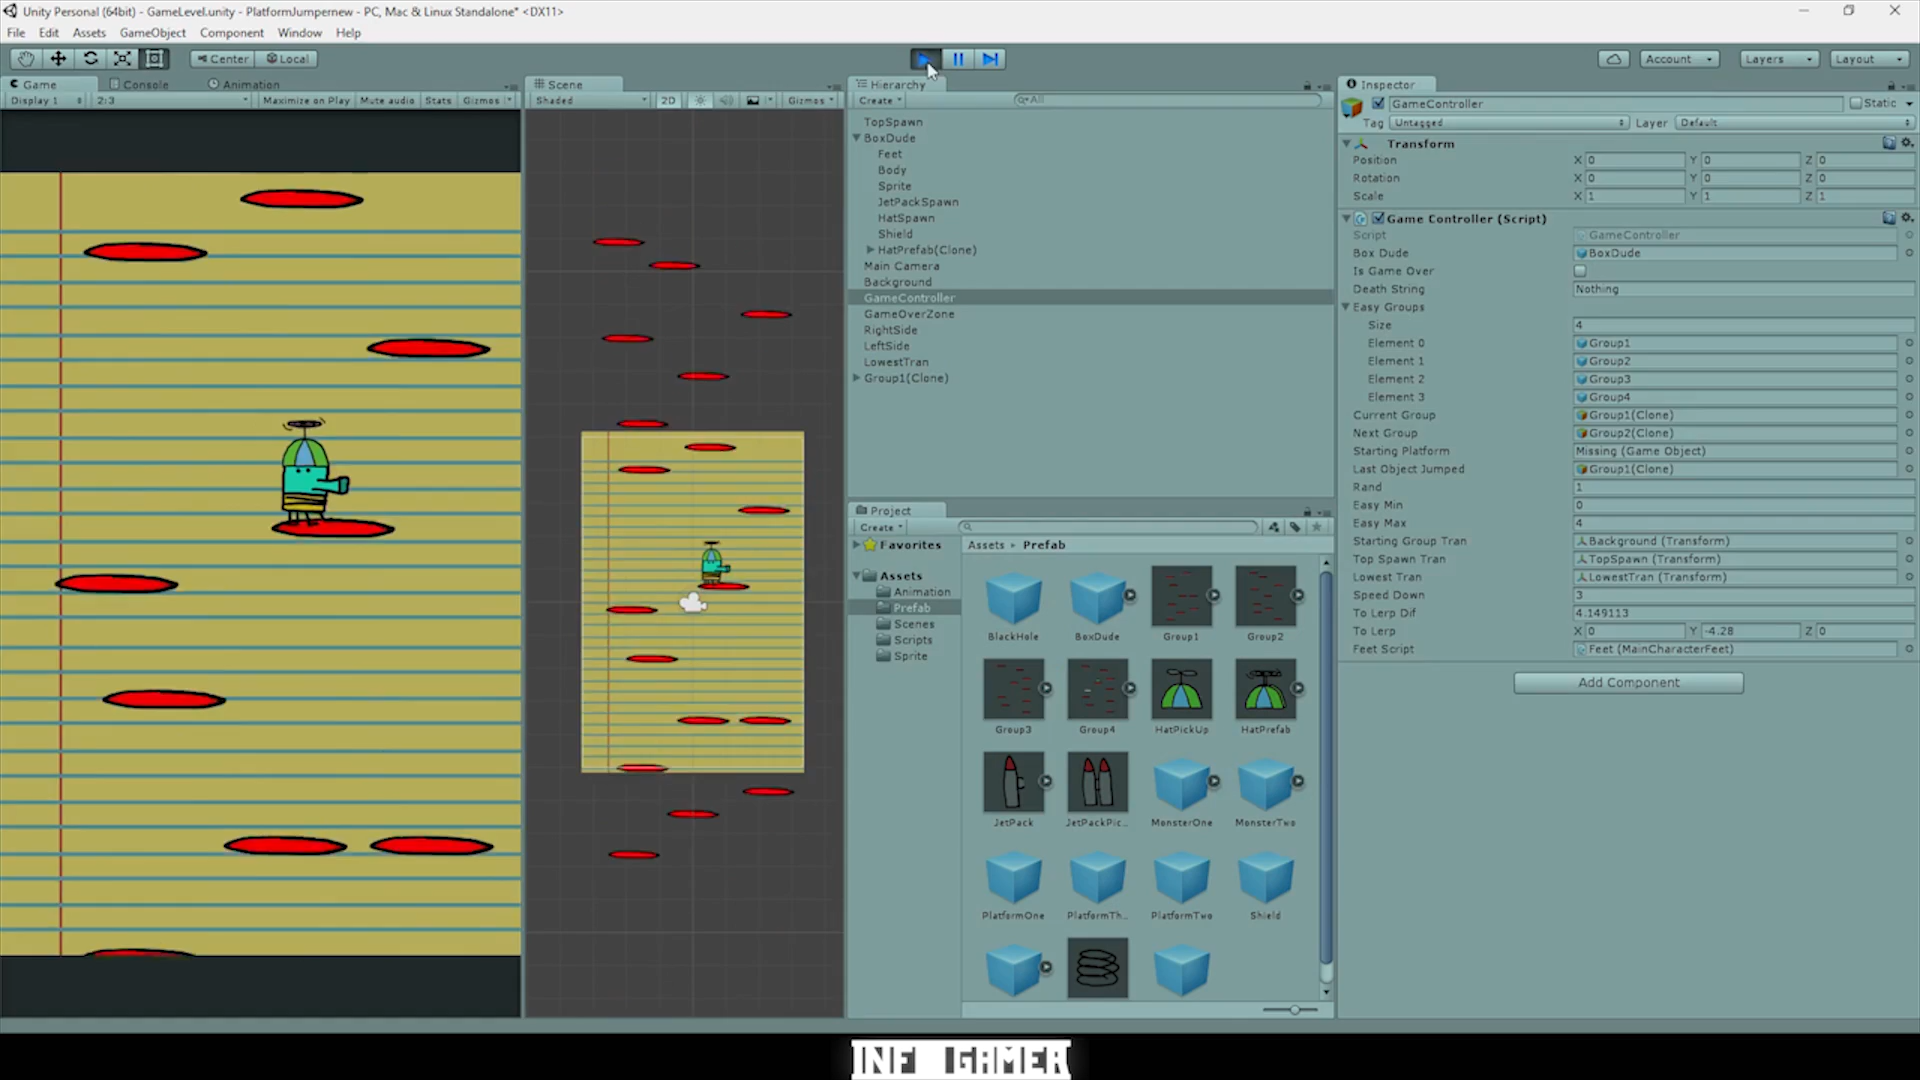 Unity Personal (64bit) - GameLevel.unity - PlatformJumpernew - PC, Mac & Linux Standalone* <DX11>
File Edit Assets GameObject Component Window Help
Center Local
Account Layers Layout
Game Console Animation
Display 1 2:3 Maximize on Play Mute audio Stats Gizmos
Scene
Shaded 2D Gizmos
Hierarchy
Create All
TopSpawn
BoxDude
Feet
Body
Sprite
JetPackSpawn
HatSpawn
Shield
HatPrefab(Clone)
Main Camera
Background
GameController
GameOverZone
RightSide
LeftSide
LowestTran
Group1(Clone)
Project
Create
Favorites
Assets
Animation
Prefab
Scenes
Scripts
Sprite
Assets Prefab
BlackHole BoxDude Group1 Group2
Group3 Group4 HatPickUp HatPrefab
JetPack JetPackPic... MonsterOne MonsterTwo
PlatformOne PlatformTh... PlatformTwo Shield
Inspector
GameController Static
Tag Untagged Layer Default
Transform
Position X 0 Y 0 Z 0
Rotation X 0 Y 0 Z 0
Scale X 1 Y 1 Z 1
Game Controller (Script)
Script GameController
Box Dude BoxDude
Is Game Over
Death String Nothing
Easy Groups
Size 4
Element 0 Group1
Element 1 Group2
Element 2 Group3
Element 3 Group4
Current Group Group1(Clone)
Next Group Group2(Clone)
Starting Platform Missing (Game Object)
Last Object Jumped Group1(Clone)
Rand 1
Easy Min 0
Easy Max 4
Starting Group Tran Background (Transform)
Top Spawn Tran TopSpawn (Transform)
Lowest Tran LowestTran (Transform)
Speed Down 3
To Lerp Dif 4.149113
To Lerp X 0 Y -4.28 Z 0
Feet Script Feet (MainCharacterFeet)
Add Component
INF GAMER